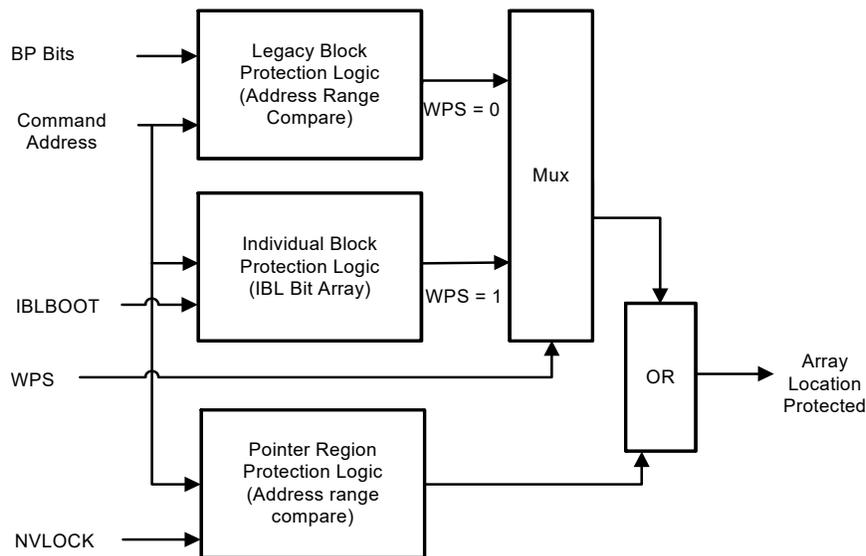 BP Bits
Command
Address
Legacy Block
Protection Logic
(Address Range
Compare)
WPS = 0
Mux
Individual Block
Protection Logic
(IBL Bit Array)
WPS = 1
IBLBOOT
WPS
OR
Array
Location
Protected
Pointer Region
Protection Logic
(Address range
compare)
NVLOCK